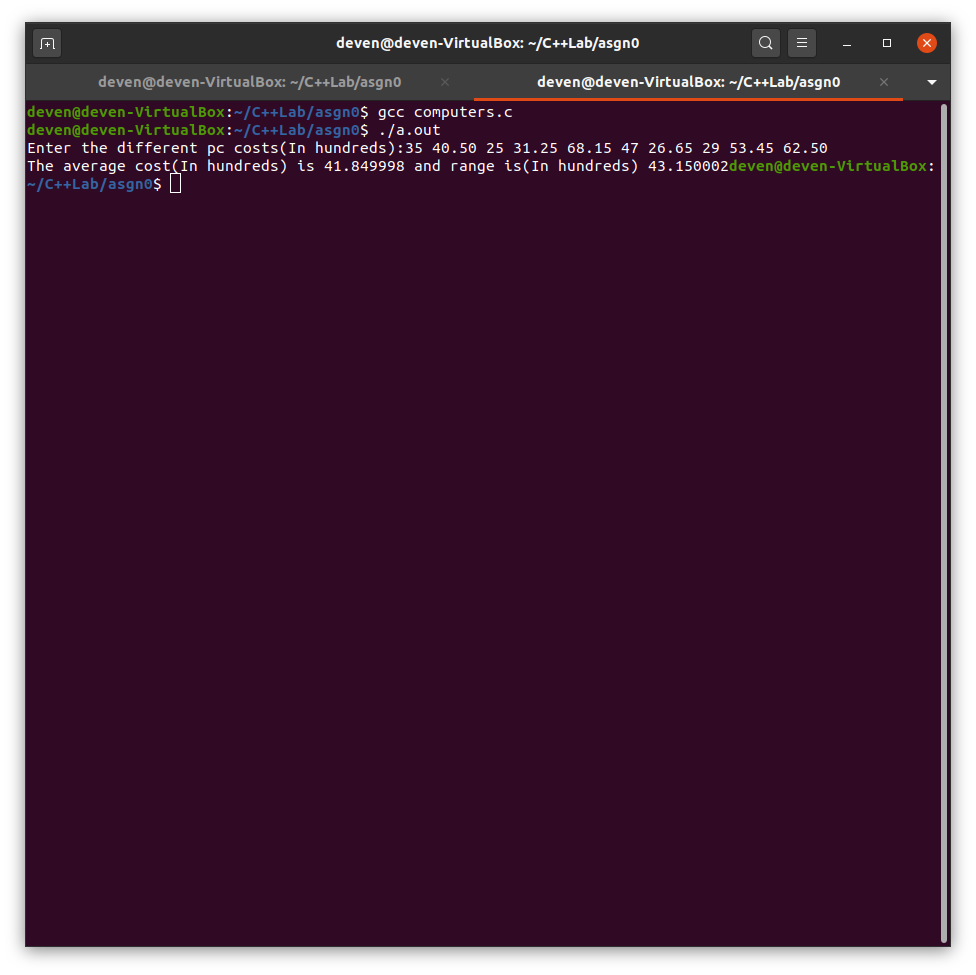 deven@deven-VirtualBox: ~/C++Lab/asgn0
deven@deven-VirtualBox: ~/C++Lab/asgn0
deven@deven-VirtualBox: ~/C++Lab/asgn0
deven@deven-VirtualBox:~/C++Lab/asgn0$ gcc computers.c
deven@deven-VirtualBox:~/C++Lab/asgn0$ ./a.out
Enter the different pc costs(In hundreds):35 40.50 25 31.25 68.15 47 26.65 29 53.45 62.50
The average cost(In hundreds) is 41.849998 and range is(In hundreds) 43.150002deven@deven-VirtualBox:
~/C++Lab/asgn0$